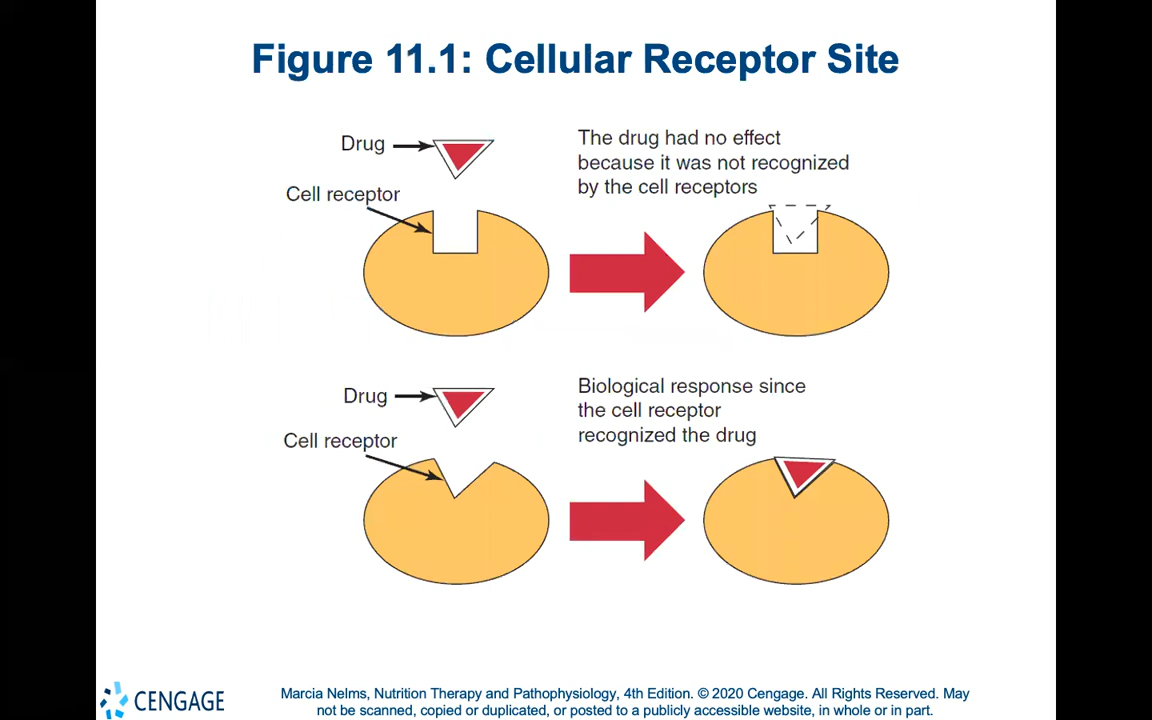 Figure 11.1: Cellular Receptor Site
Drug
Cell receptor
The drug had no effect
because it was not recognized
by the cell receptors
Drug
Cell receptor
Biological response since
the cell receptor
recognized the drug
CENGAGE
Marcia Nelms, Nutrition Therapy and Pathophysiology, 4th Edition. © 2020 Cengage. All Rights Reserved. May
not be scanned, copied or duplicated, or posted to a publicly accessible website, in whole or in part.